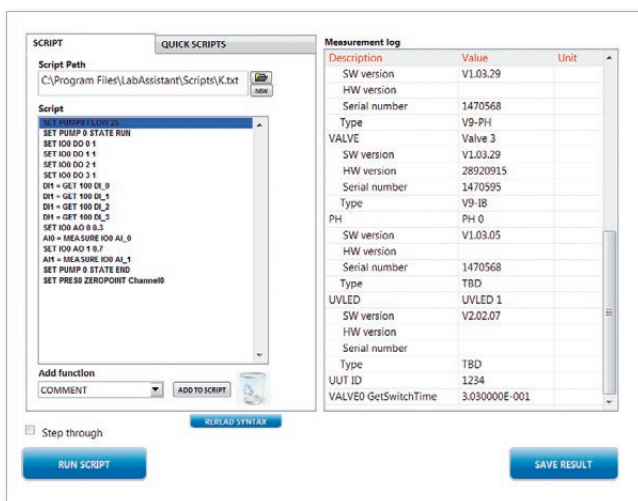 SCRIPT
QUICK SCRIPTS
Script Path
C:\Program Files\LabAssistant\Scripts\K.txt
NEW
Script
SET PUMP0 FLOW 25
SET PUMP 0 STATE RUN
SET IO0 DO 0 1
SET IO0 DO 1 1
SET IO0 DO 2 1
SET IO0 DO 3 1
DI1 = GET 100 DI_0
DI1 = GET 100 DI_1
DI1 = GET 100 DI_2
DI1 = GET 100 DI_3
SET IO0 AO 0 0.3
AI0 = MEASURE IO0 AI_0
SET IO0 AO 1 0.7
AI1 = MEASURE IO0 AI_1
SET PUMP 0 STATE END
SET PRES0 ZEROPOINT Channel0
Add function
COMMENT
ADD TO SCRIPT
REREAD SYNTAX
Step through
RUN SCRIPT
Measurement log
Description Value Unit
SW version V1.03.29
HW version
Serial number 1470568
Type V9-PH
VALVE Valve 3
SW version V1.03.29
HW version 28920915
Serial number 1470595
Type V9-IB
PH PH 0
SW version V1.03.05
HW version
Serial number 1470568
Type TBD
UVLED UVLED 1
SW version V2.02.07
HW version
Serial number
Type TBD
UUT ID 1234
VALVE0 GetSwitchTime 3.030000E-001
SAVE RESULT